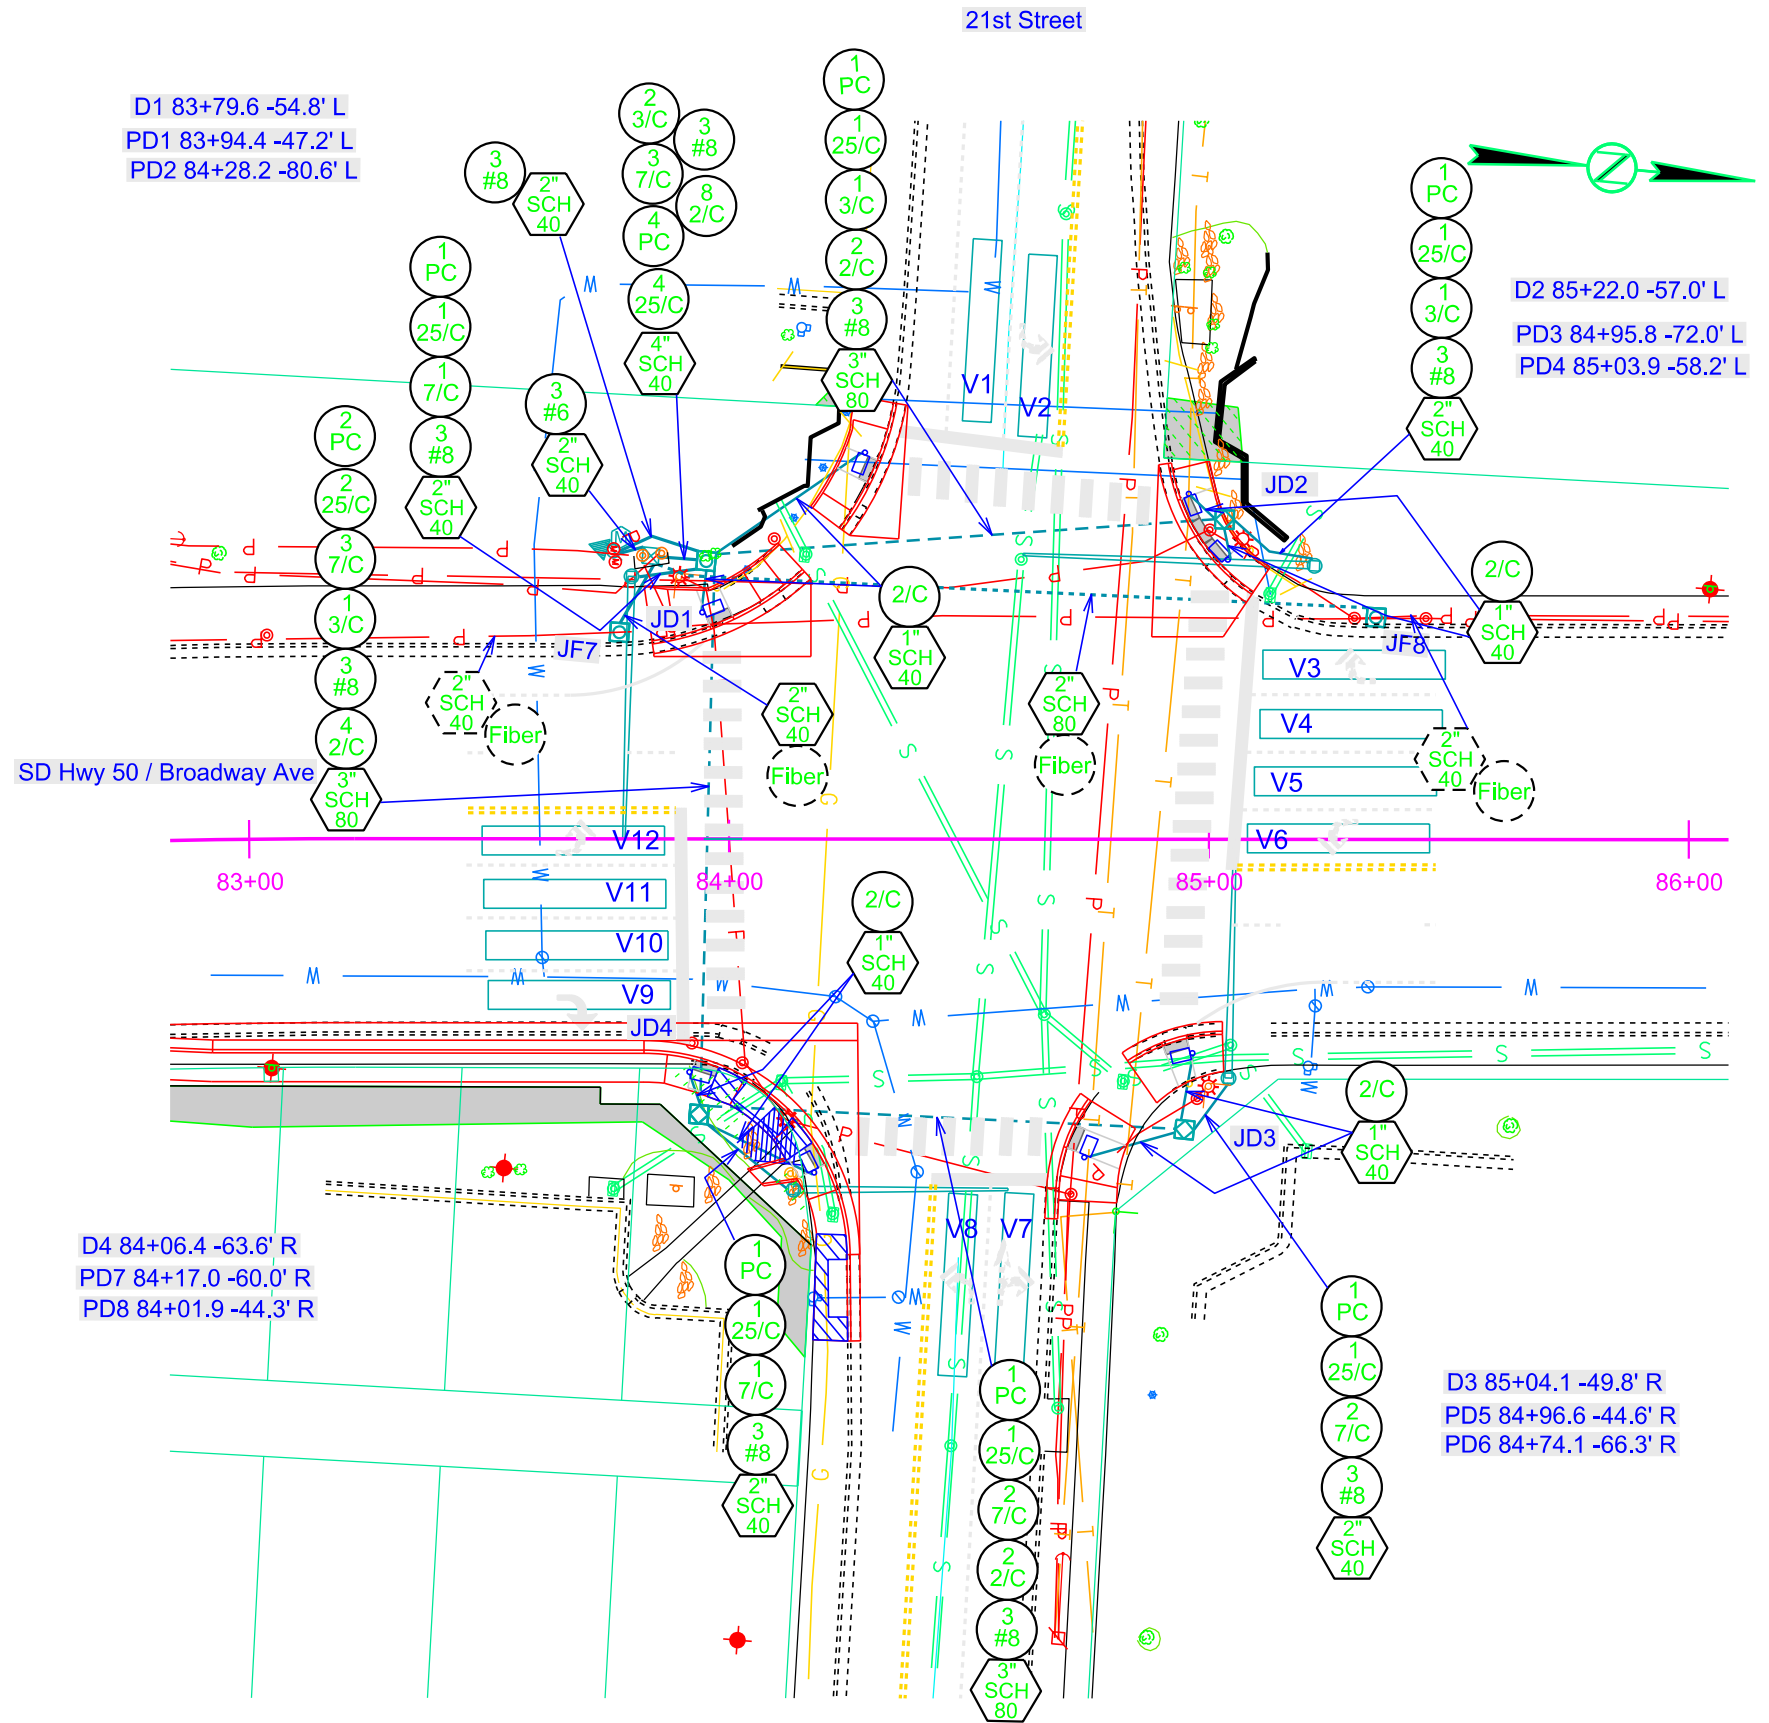 21st Street
D1 83+79.6 -54.8' L
PD1 83+94.4 -47.2' L
PD2 84+28.2 -80.6' L
3
#8
2"
SCH
40
2
3/C
3
#8
3
7/C
8
2/C
4
PC
4
25/C
4"
SCH
40
1
PC
1
25/C
1
3/C
2
2/C
3
#8
3"
SCH
80
1
PC
1
25/C
1
3/C
3
#8
2"
SCH
40
D2 85+22.0 -57.0' L
PD3 84+95.8 -72.0' L
PD4 85+03.9 -58.2' L
1
PC
1
25/C
1
7/C
3
#8
2"
SCH
40
3
#6
2"
SCH
40
2
PC
2
25/C
3
7/C
1
3/C
3
#8
4
2/C
3"
SCH
80
V1
V2
JD2
JD1
JF7
JF8
2/C
1"
SCH
40
2/C
1"
SCH
40
2"
SCH
40
Fiber
2"
SCH
40
Fiber
2"
SCH
80
Fiber
2"
SCH
40
Fiber
V3
V4
V5
V6
SD Hwy 50 / Broadway Ave
V12
V11
V10
V9
83+00
84+00
85+00
86+00
2/C
1"
SCH
40
JD4
JD3
2/C
1"
SCH
40
V8
V7
D4 84+06.4 -63.6' R
PD7 84+17.0 -60.0' R
PD8 84+01.9 -44.3' R
1
PC
1
25/C
1
7/C
3
#8
2"
SCH
40
1
PC
1
25/C
2
7/C
2
2/C
3
#8
3"
SCH
80
1
PC
1
25/C
2
7/C
3
#8
2"
SCH
40
D3 85+04.1 -49.8' R
PD5 84+96.6 -44.6' R
PD6 84+74.1 -66.3' R